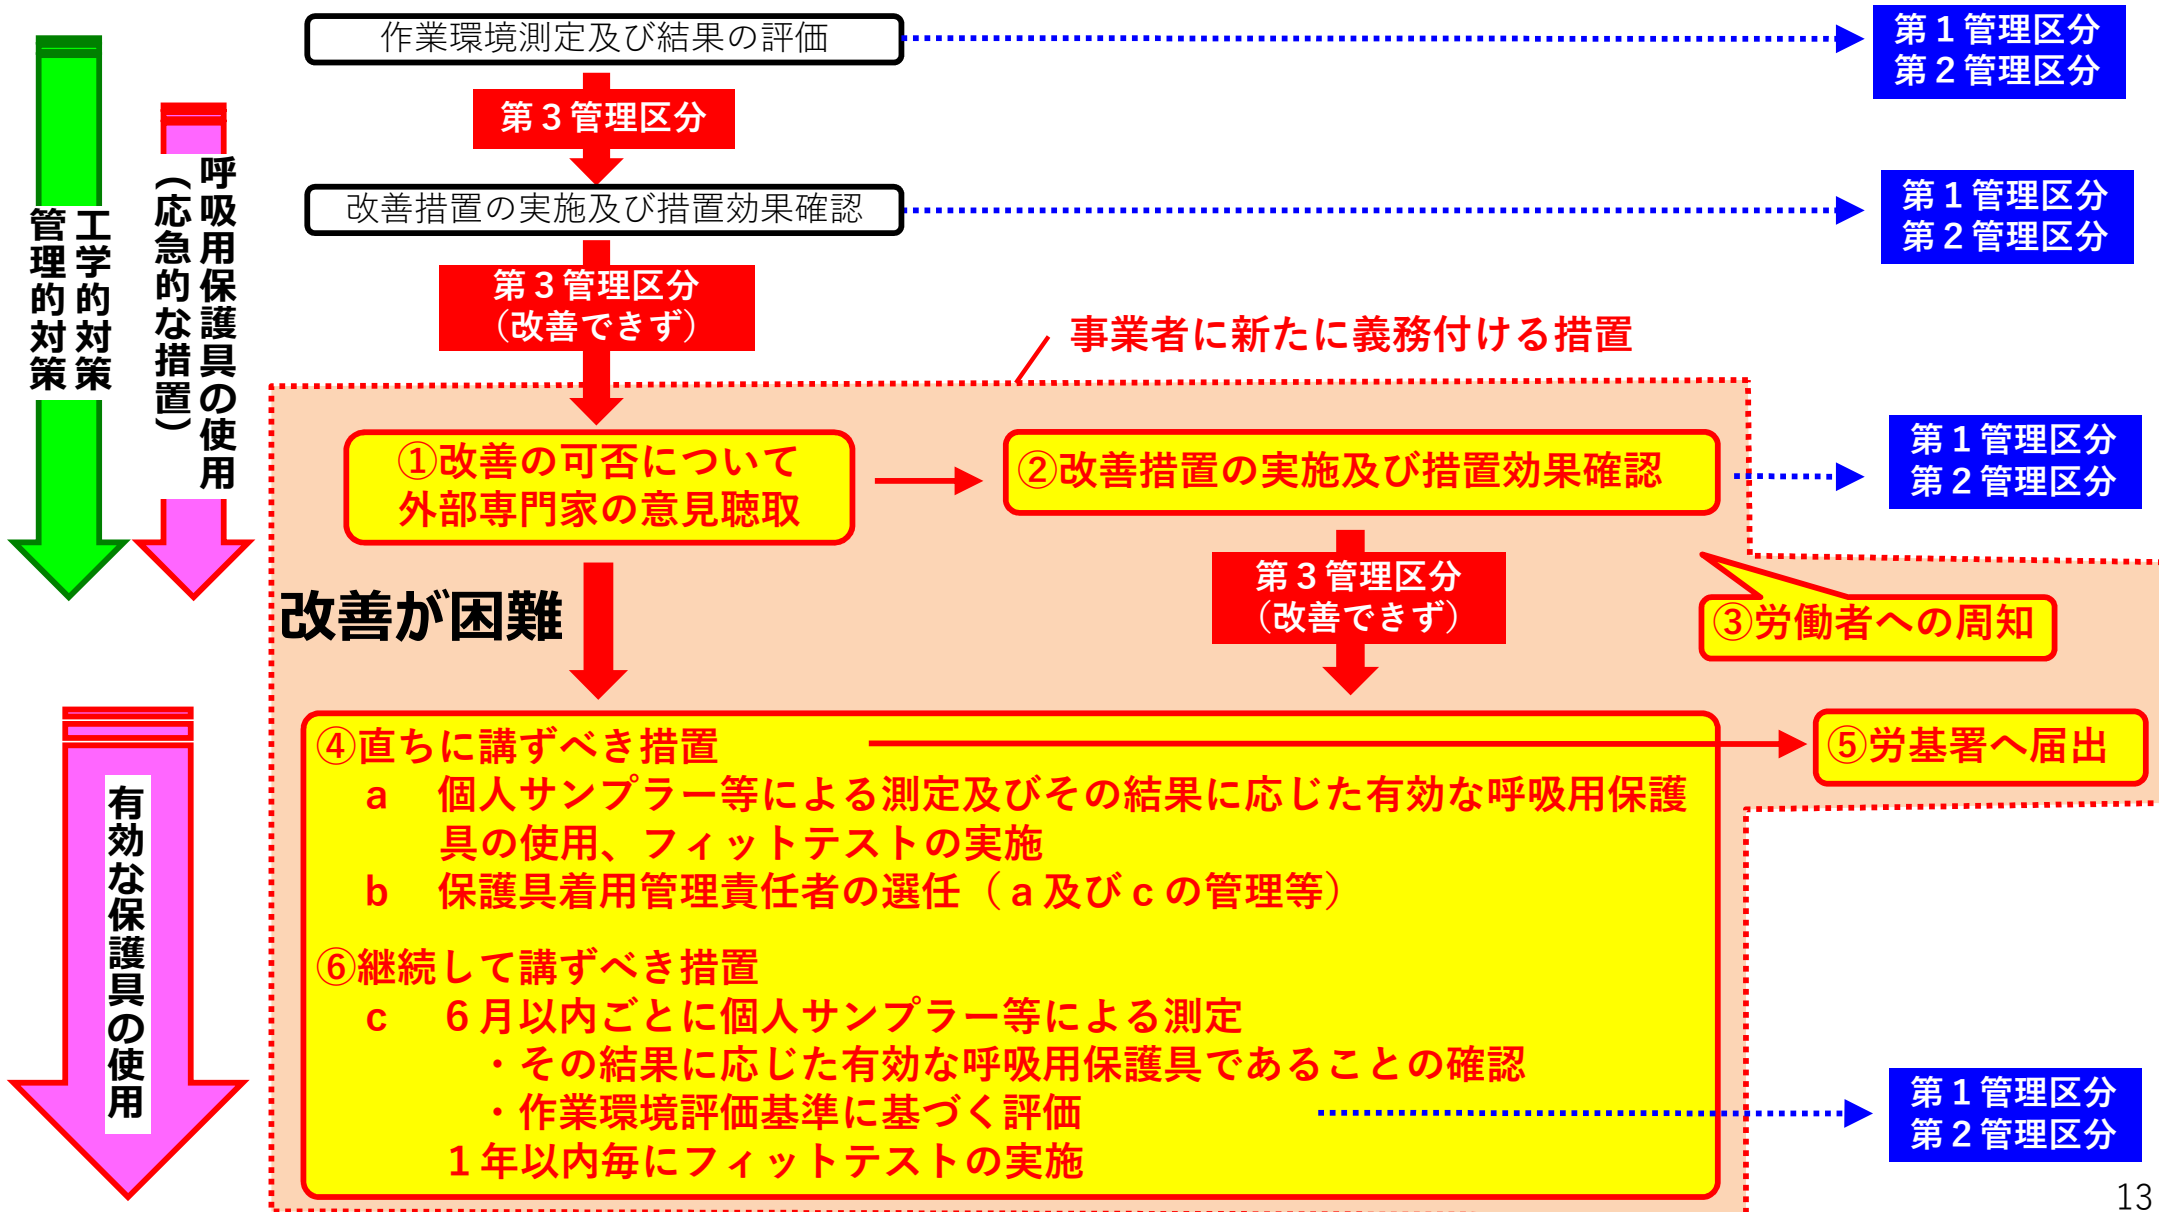 作業環境測定及び結果の評価
第１管理区分
第２管理区分
第３管理区分
改善措置の実施及び措置効果確認
第１管理区分
第２管理区分
第３管理区分
（改善できず）
工学的対策
管理的対策
呼吸用保護具の使用
（応急的な措置）
事業者に新たに義務付ける措置
①改善の可否について
外部専門家の意見聴取
②改善措置の実施及び措置効果確認
第１管理区分
第２管理区分
改善が困難
第３管理区分
（改善できず）
③労働者への周知
④直ちに講ずべき措置
a　個人サンプラー等による測定及びその結果に応じた有効な呼吸用保護
具の使用、フィットテストの実施
b　保護具着用管理責任者の選任（a及びcの管理等）
⑤労基署へ届出
⑥継続して講ずべき措置
c　６月以内ごとに個人サンプラー等による測定
・その結果に応じた有効な呼吸用保護具であることの確認
・作業環境評価基準に基づく評価
１年以内毎にフィットテストの実施
第１管理区分
第２管理区分
有効な保護具の使用
13